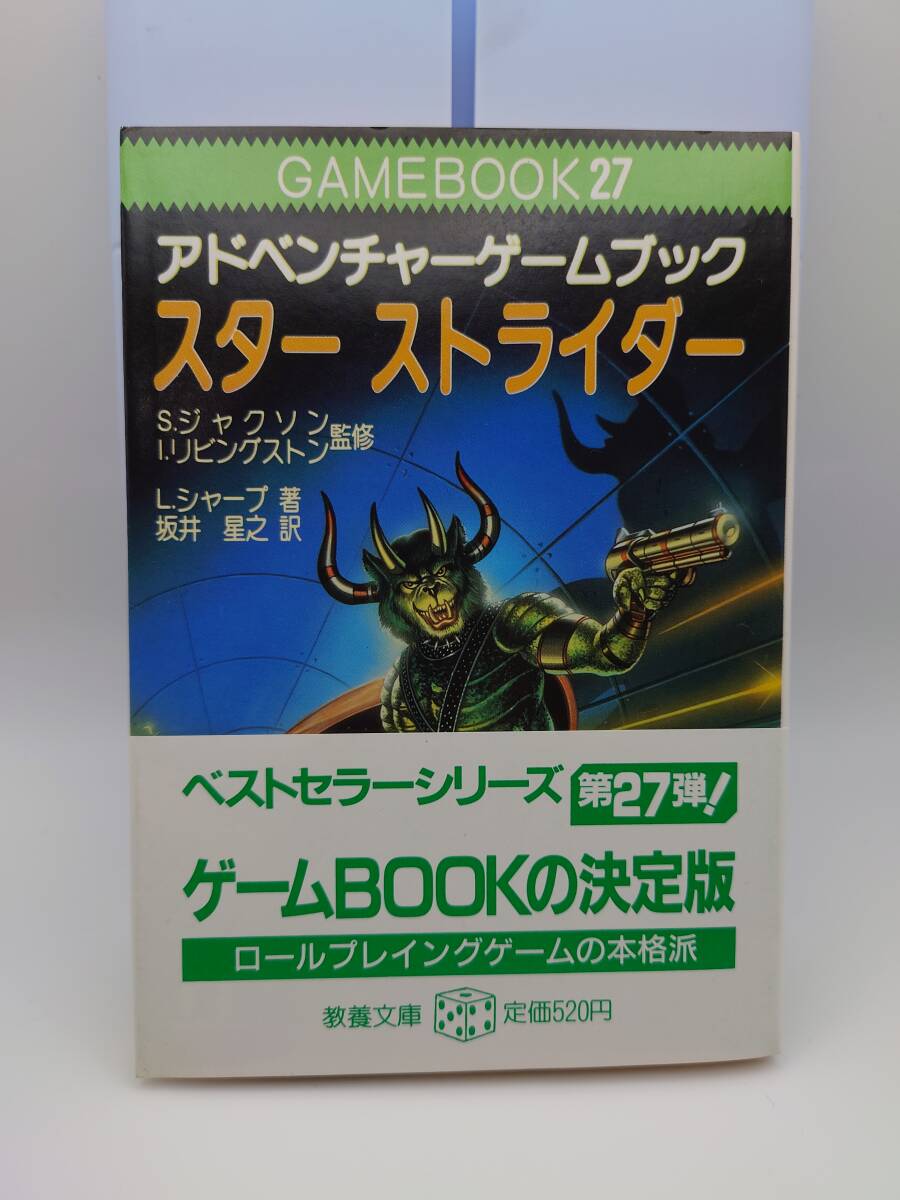 GAMEBOOK 27
アドベンチャーゲームブック
スター ストライダー
S.ジャクソン
I.リビングストン監修
L.シャープ 著
坂井 星之 訳
ベストセラーシリーズ 第27弾!
ゲームBOOKの決定版
ロールプレイングゲームの本格派
教養文庫 定価520円